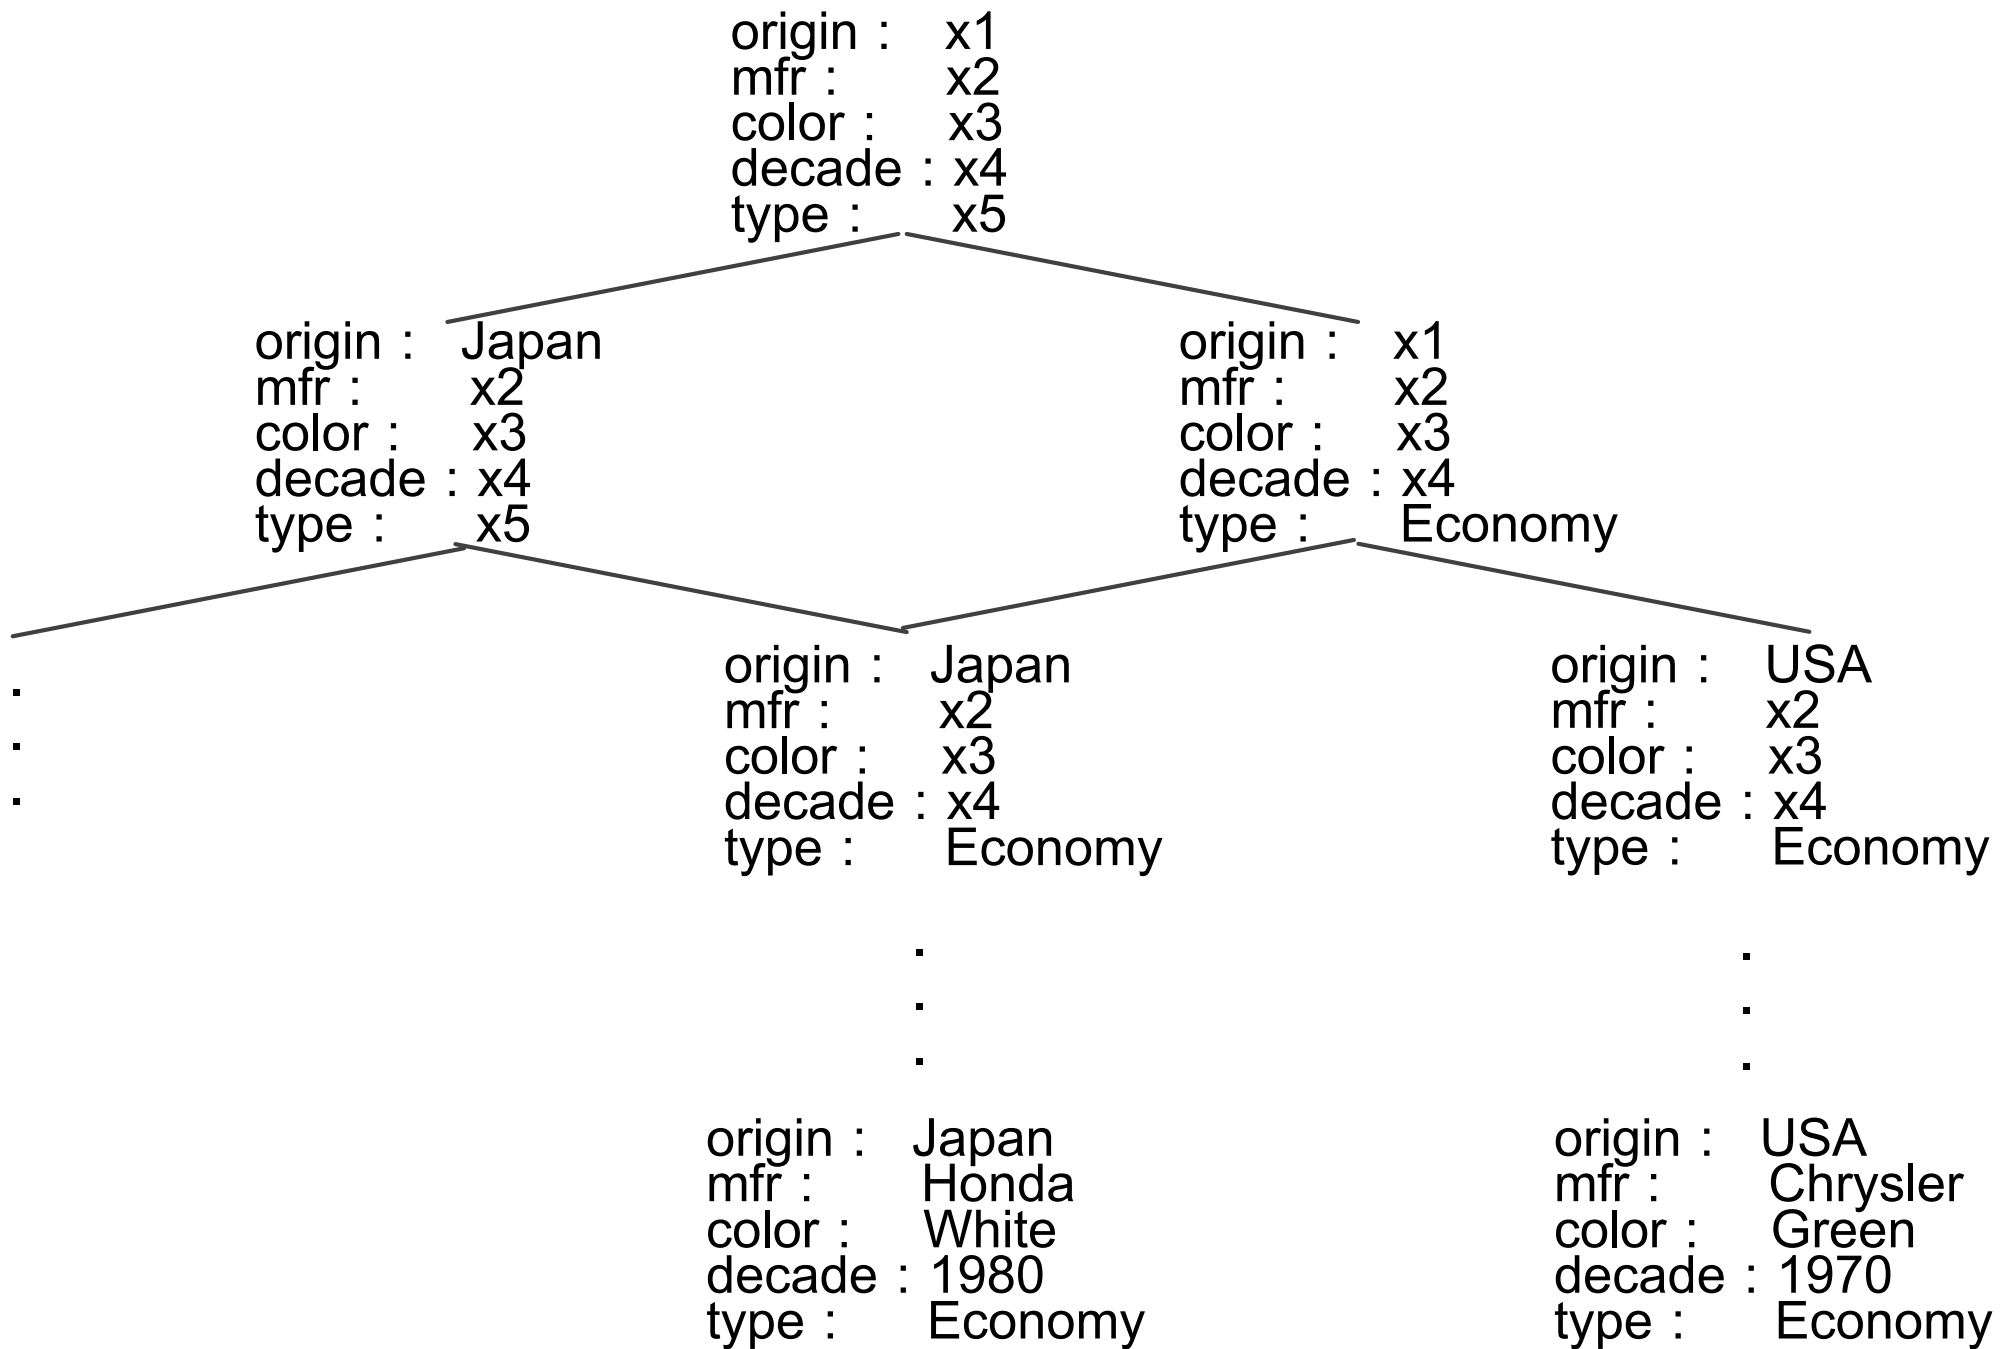 origin : x1
mfr : x2
color : x3
decade : x4
type : x5
origin : Japan
mfr : x2
color : x3
decade : x4
type : x5
origin : x1
mfr : x2
color : x3
decade : x4
type : Economy
.
.
.
origin : Japan
mfr : x2
color : x3
decade : x4
type : Economy
origin : USA
mfr : x2
color : x3
decade : x4
type : Economy
.
.
.
.
.
.
origin : Japan
mfr : Honda
color : White
decade : 1980
type : Economy
origin : USA
mfr : Chrysler
color : Green
decade : 1970
type : Economy